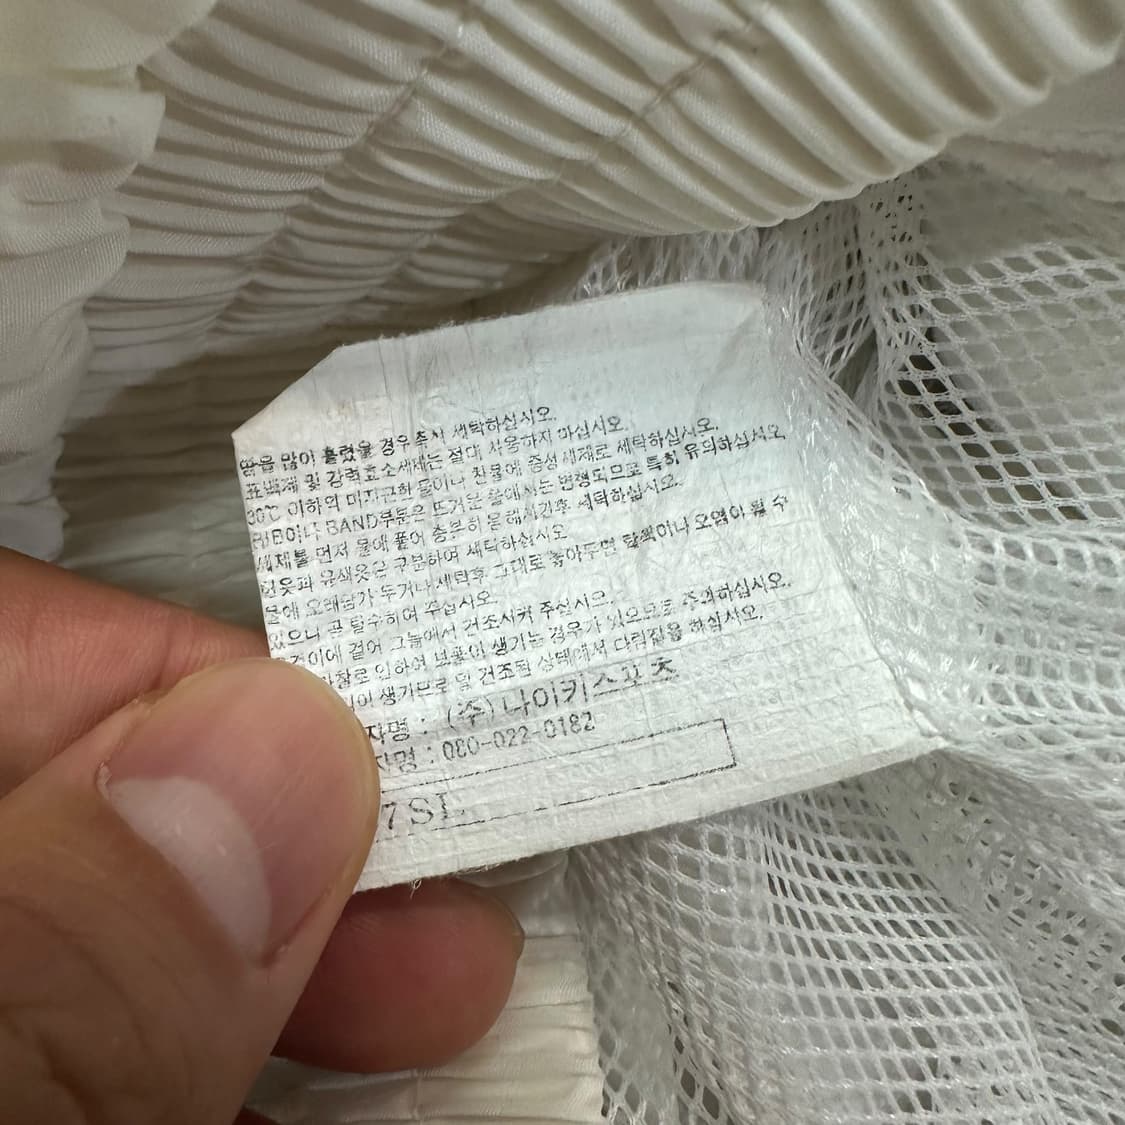 땀을 많이 흘렸을 경우 즉시 세탁하십시오.
표백제 및 강력효소세제는 절대 사용하지 마십시오.
30℃ 이하의 미지근한 물이나 찬물에 중성세제로 세탁하십시오.
RIB이나 BAND부분은 뜨거운 물에서는 변형되므로 특히 유의하십시오
세제를 먼저 물에 풀어 충분히 용해시킨후 세탁하십시오.
흰옷과 유색옷은 구분하여 세탁하십시오
물에 오래담가 두거나 세탁후 그대로 놓아두면 탈색이나 오염이 될 수
있으니 곧 탈수하여 주십시오.
걸이에 걸어 그늘에서 건조시켜 주십시오.
인하여 생기는 경우가 있으므로 주의하십시오.
이 생기므로 덜 건조된 상태에서 다림질을 하십시오.
자명 : (주)나이키스포츠
자명 : 080-022-0182
7SL